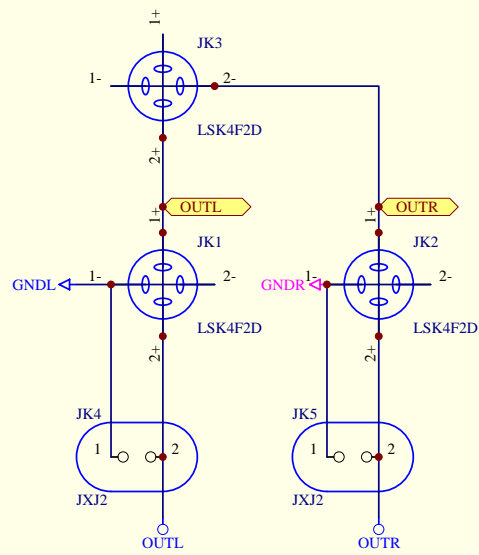 1+
JK3
1-
2-
LSK4F2D
2+
OUTL
OUTR
1+
1+
JK1
JK2
1-
2-
1-
2-
GNDL
GNDR
LSK4F2D
LSK4F2D
2+
2+
JK4
JK5
1
2
1
2
JXJ2
JXJ2
OUTL
OUTR